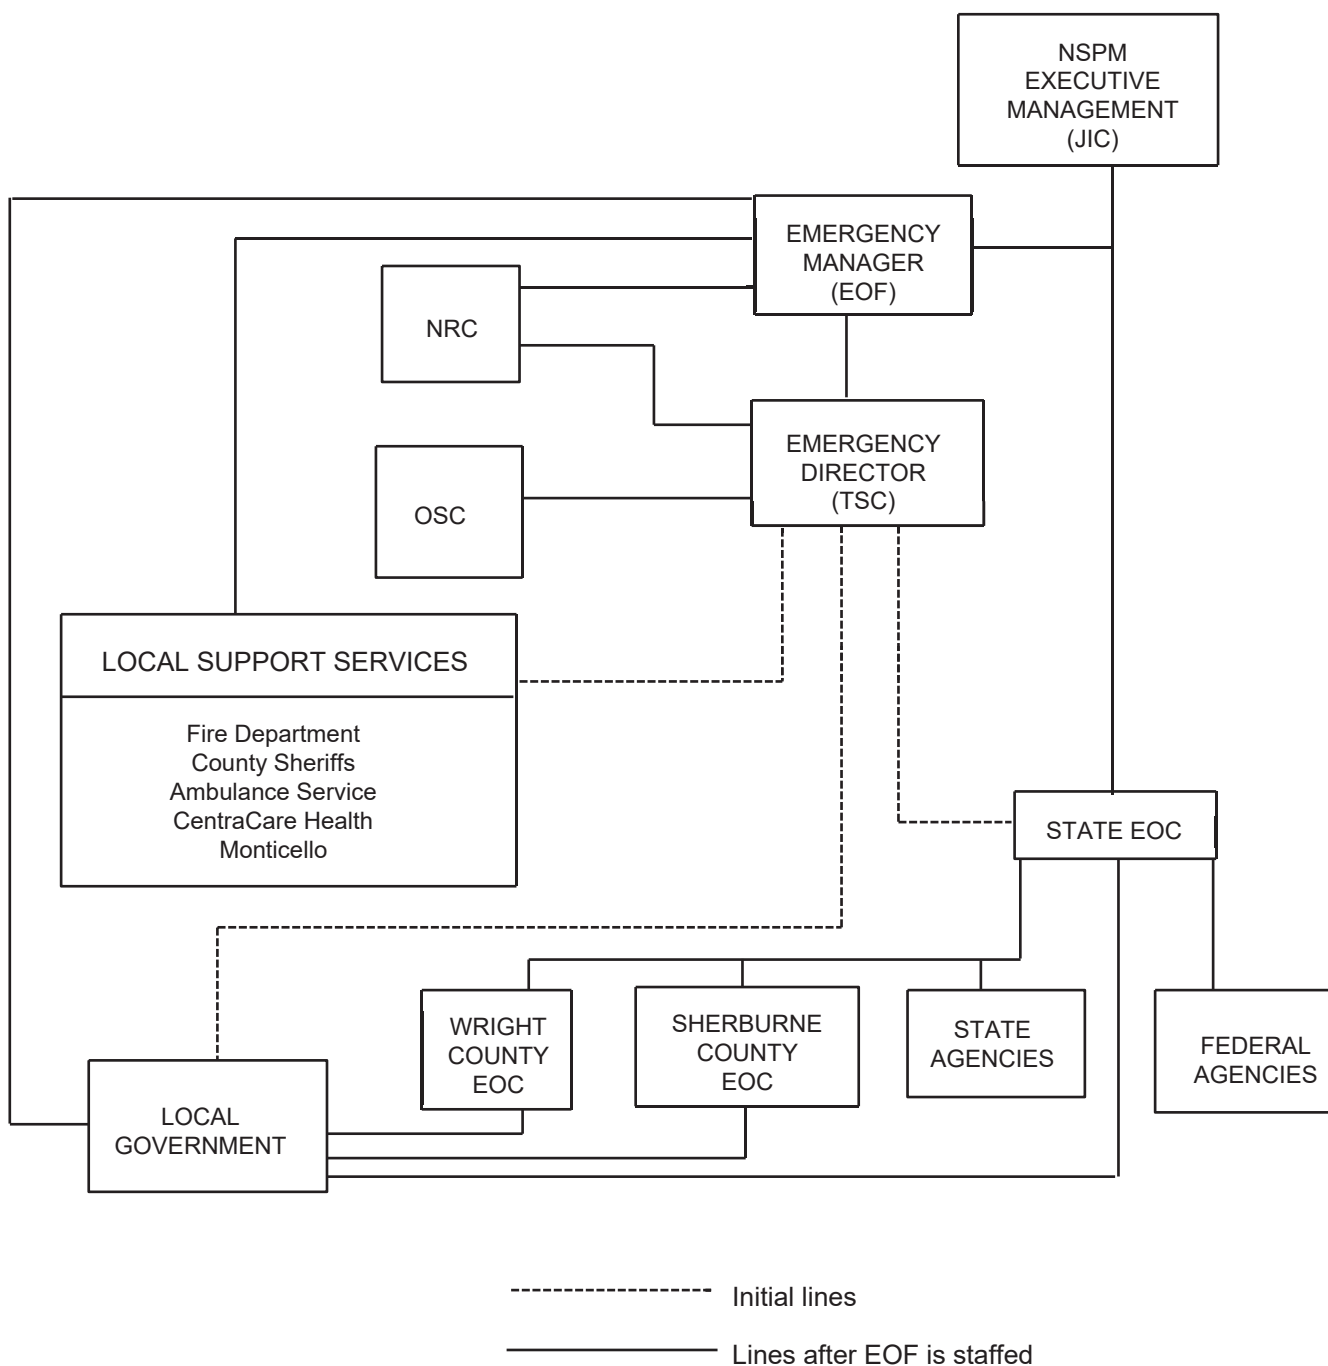 NSPM
EXECUTIVE
MANAGEMENT
(JIC)
EMERGENCY
MANAGER
(EOF)
NRC
EMERGENCY
DIRECTOR
(TSC)
OSC
LOCAL SUPPORT SERVICES
Fire Department
County Sheriffs
Ambulance Service
CentraCare Health
Monticello
STATE EOC
WRIGHT
COUNTY
EOC
SHERBURNE
COUNTY
EOC
STATE
AGENCIES
FEDERAL
AGENCIES
LOCAL
GOVERNMENT
Initial lines
Lines after EOF is staffed